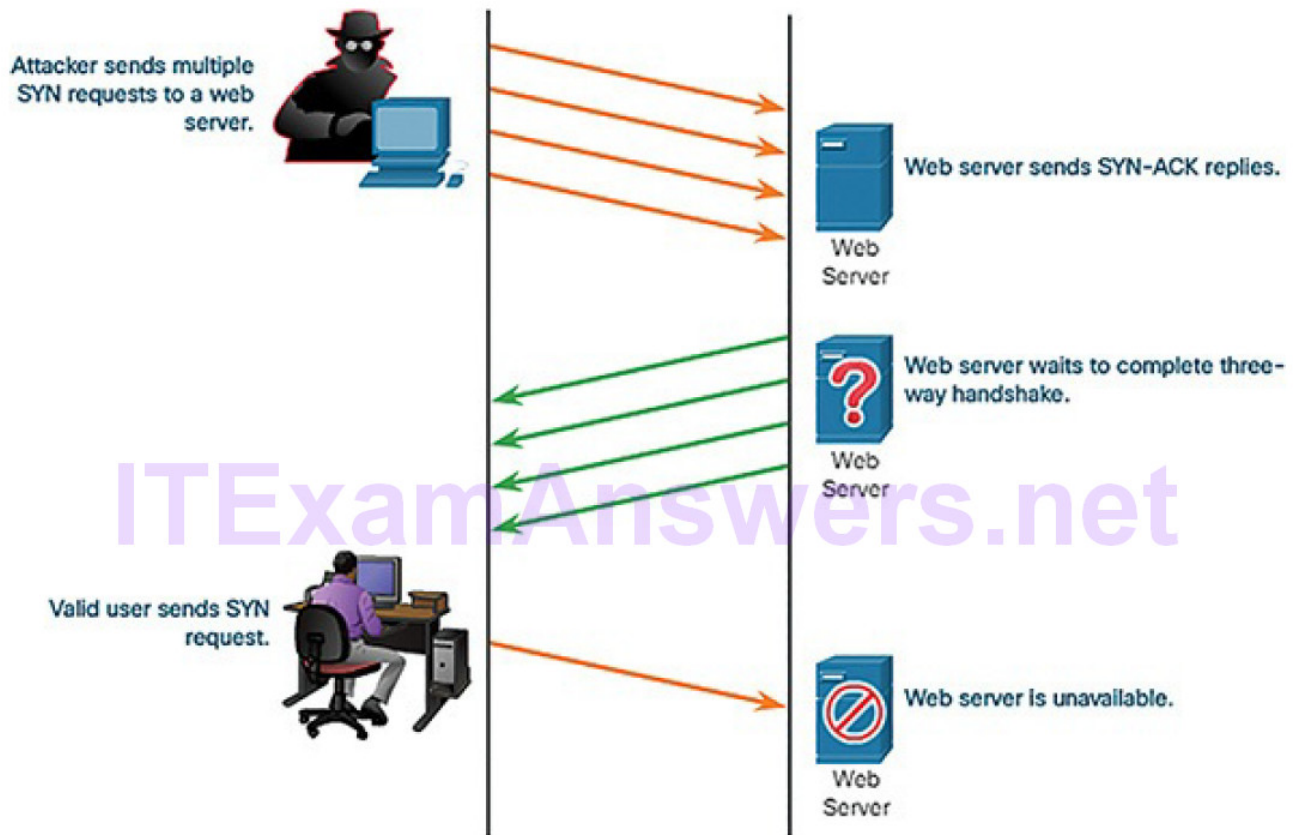 Attacker sends multiple
SYN requests to a web
server.
Web server sends SYN-ACK replies.
Web
Server
Web server waits to complete three-
way handshake.
Web
Server
ITExamAnswers.net
Valid user sends SYN
request.
Web server is unavailable.
Web
Server